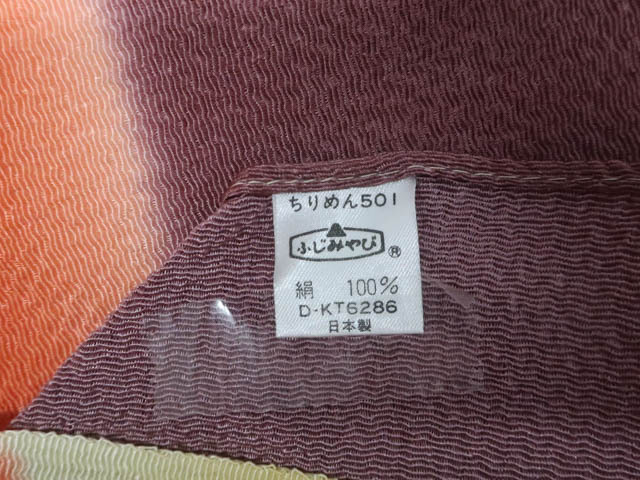 ちりめん501
ふじみやび®
絹 100%
D-KT6286
日本製